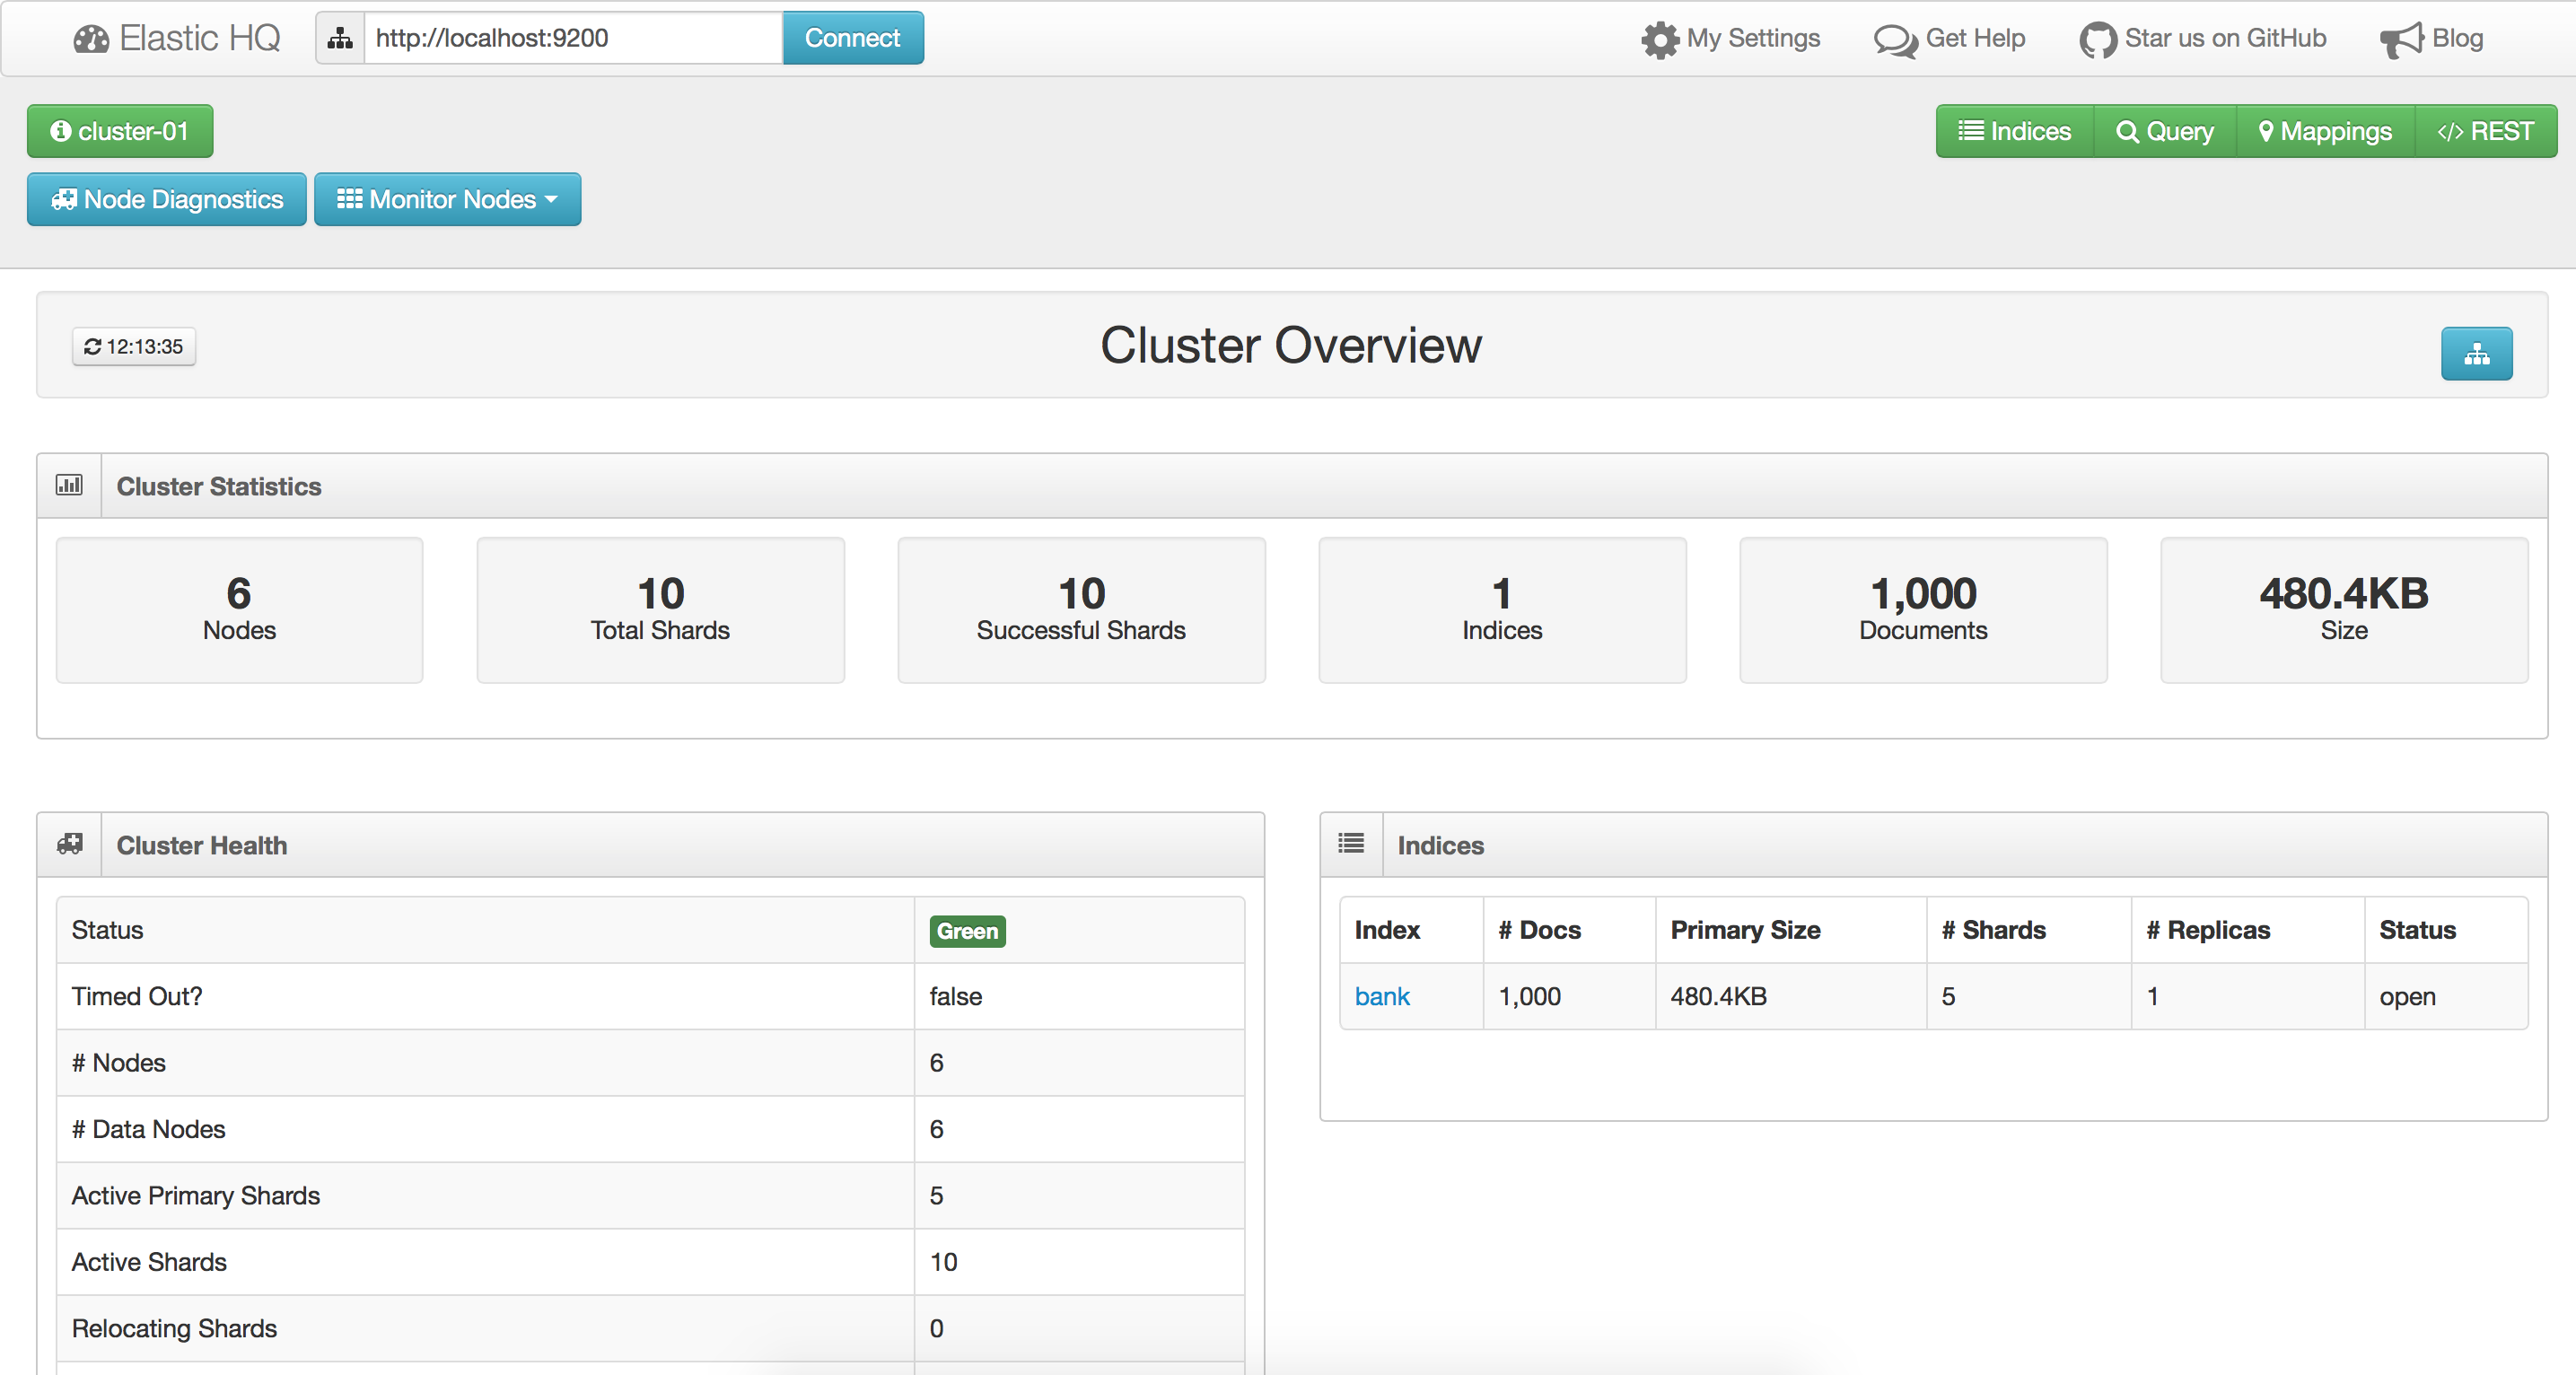 Elastic HQ http://localhost:9200 Connect My Settings Get Help Star us on GitHub Blog
cluster-01 Indices Query Mappings </> REST
Node Diagnostics Monitor Nodes
12:13:35 Cluster Overview
Cluster Statistics
6 10 10 1 1,000 480.4KB
Nodes Total Shards Successful Shards Indices Documents Size
Cluster Health
Status Green
Timed Out? false
# Nodes 6
# Data Nodes 6
Active Primary Shards 5
Active Shards 10
Relocating Shards 0
Indices
Index # Docs Primary Size # Shards # Replicas Status
bank 1,000 480.4KB 5 1 open